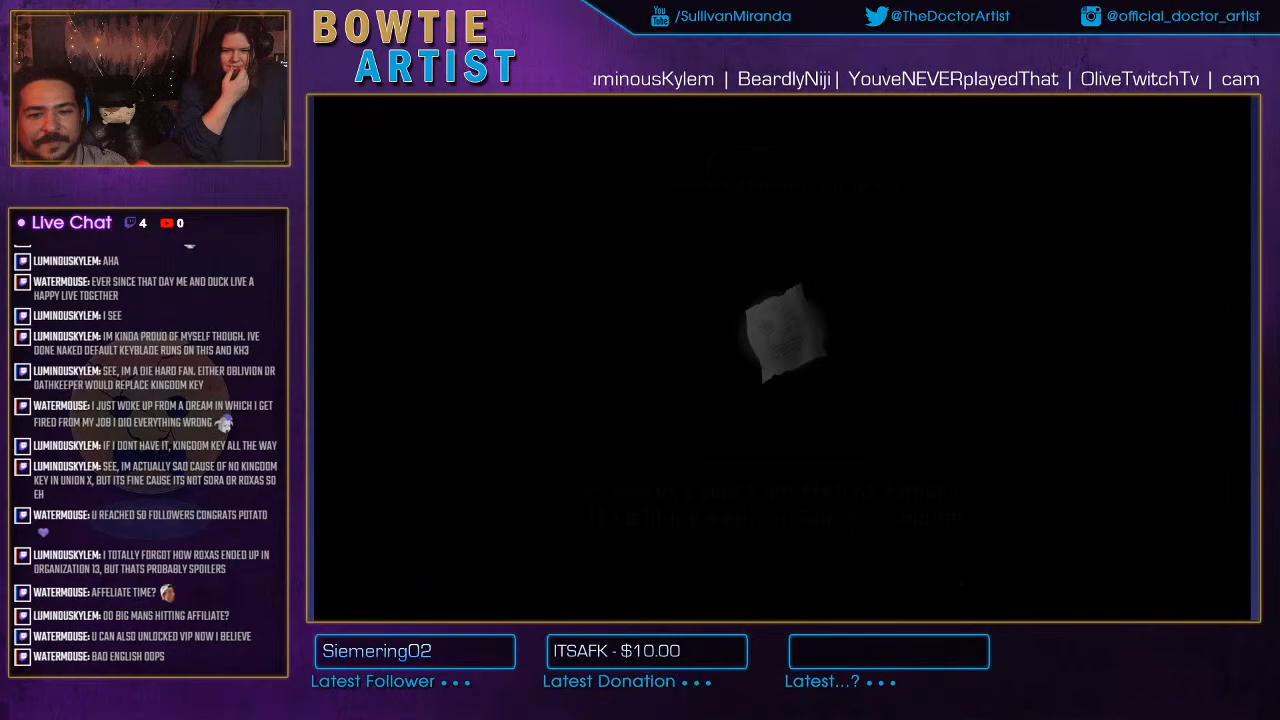 BOWTIE
ARTIST
/SullivanMiranda
@TheDoctorArtist
@official_doctor_artist
uminousKylem | BeardlyNiji | YouveNEVERplayedThat | OliveTwitchTv | cam
Live Chat 4 0
LUMINOUSKYLEM: AHA
WATERMOUSE: EVER SINCE THAT DAY ME AND DUCK LIVE A
HAPPY LIVE TOGETHER
LUMINOUSKYLEM: I SEE
LUMINOUSKYLEM: IM KINDA PROUD OF MYSELF THOUGH. IVE
DONE NAKED DEFAULT KEYBLADE RUNS ON THIS AND KH3
LUMINOUSKYLEM: SEE, IM A DIE HARD FAN. EITHER OBLIVION OR
OATHKEEPER WOULD REPLACE KINGDOM KEY
WATERMOUSE: I JUST WOKE UP FROM A DREAM IN WHICH I GET
FIRED FROM MY JOB I DID EVERYTHING WRONG
LUMINOUSKYLEM: IF I DONT HAVE IT, KINGDOM KEY ALL THE WAY
LUMINOUSKYLEM: SEE, IM ACTUALLY SAD CAUSE OF NO KINGDOM
KEY IN UNION X, BUT ITS FINE CAUSE ITS NOT SORA OR ROXAS SO
EH
WATERMOUSE: U REACHED 50 FOLLOWERS CONGRATS POTATO
LUMINOUSKYLEM: I TOTALLY FORGOT HOW ROXAS ENDED UP IN
ORGANIZATION 13, BUT THATS PROBABLY SPOILERS
WATERMOUSE: AFFELIATE TIME?
LUMINOUSKYLEM: OO BIG MANS HITTING AFFILIATE?
WATERMOUSE: U CAN ALSO UNLOCKED VIP NOW I BELIEVE
WATERMOUSE: BAD ENGLISH OOPS
Siemering02
Latest Follower • • •
ITSAFK - $10.00
Latest Donation • • •
Latest...? • • •